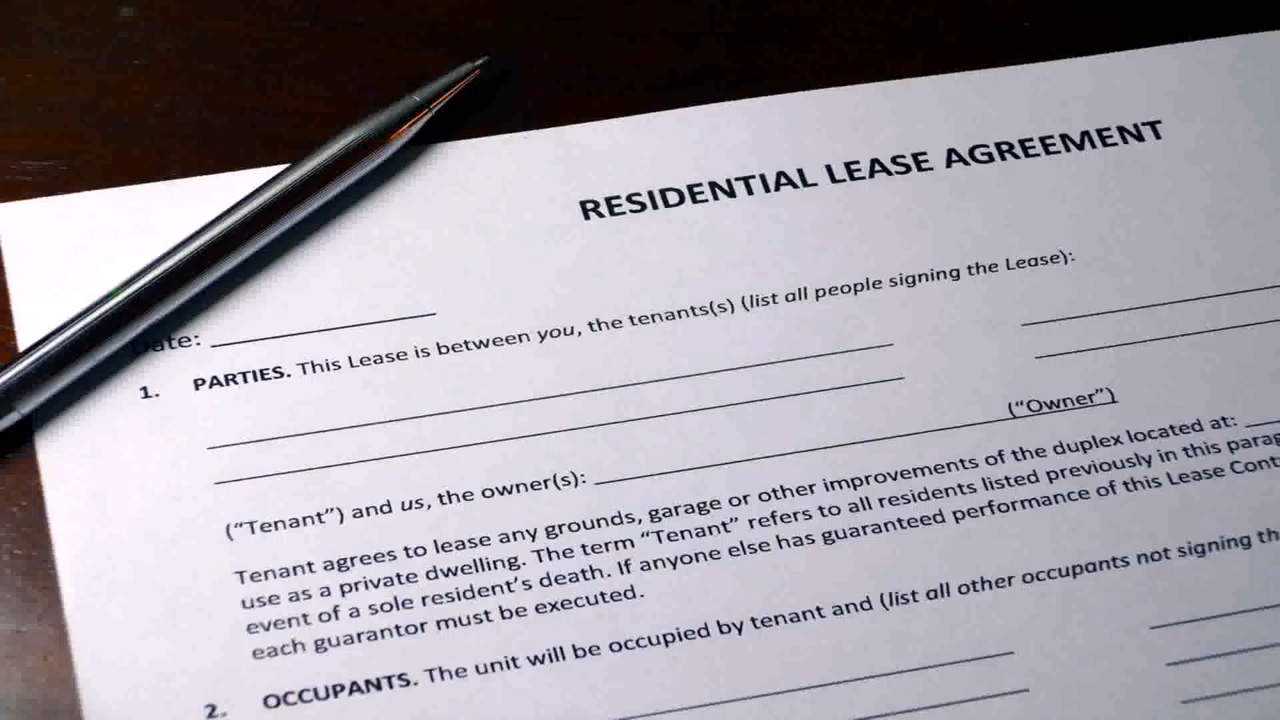 RESIDENTIAL LEASE AGREEMENT
Date:
1. PARTIES. This Lease is between you, the tenants(s) (list all people signing the Lease):
("Tenant") and us, the owner(s): ("Owner")
Tenant agrees to lease any grounds, garage or other improvements of the duplex located at:
use as a private dwelling. The term "Tenant" refers to all residents listed previously in this
event of a sole resident's death. If anyone else has guaranteed performance of this Lease
each guarantor must be executed.
2. OCCUPANTS. The unit will be occupied by tenant and (list all other occupants not signing